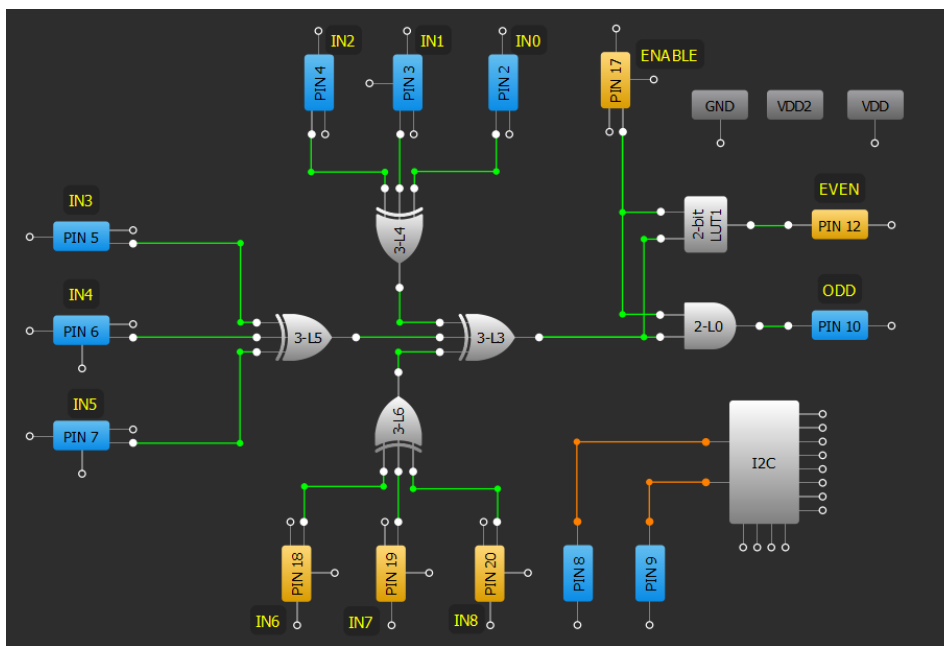 IN2
IN1
IN0
ENABLE
PIN 4
PIN 3
PIN 2
PIN 17
GND
VDD2
VDD
IN3
PIN 5
3-L4
2-bit
LUT1
EVEN
PIN 12
IN4
PIN 6
3-L5
3-L3
2-L0
ODD
PIN 10
IN5
PIN 7
3-L6
I2C
PIN 18
PIN 19
PIN 20
PIN 8
PIN 9
IN6
IN7
IN8